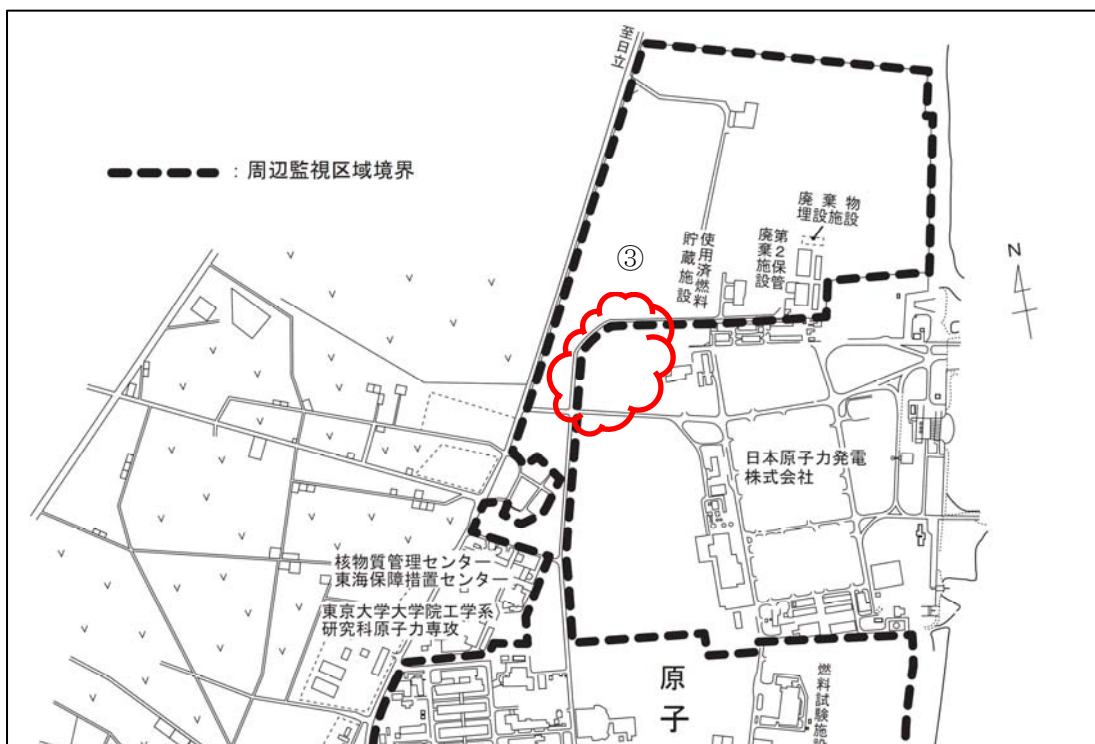 至日立
: 周辺監視区域境界
廃棄物
埋設施設
使用済燃料
貯蔵施設
第2保管
廃棄施設
③
N
日本原子力発電
株式会社
核物質管理センター
東海保障措置センター
東京大学大学院工学系
研究科原子力専攻
原子
燃料試験施設